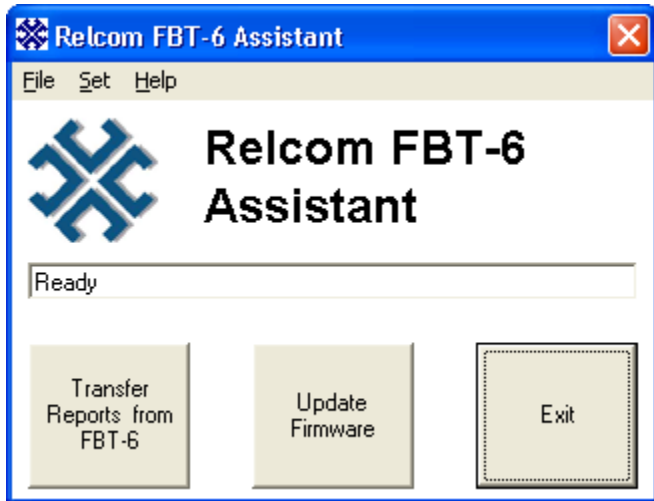 Relcom FBT-6 Assistant
File Set Help
Relcom FBT-6
Assistant
Ready
Transfer
Reports from
FBT-6
Update
Firmware
Exit